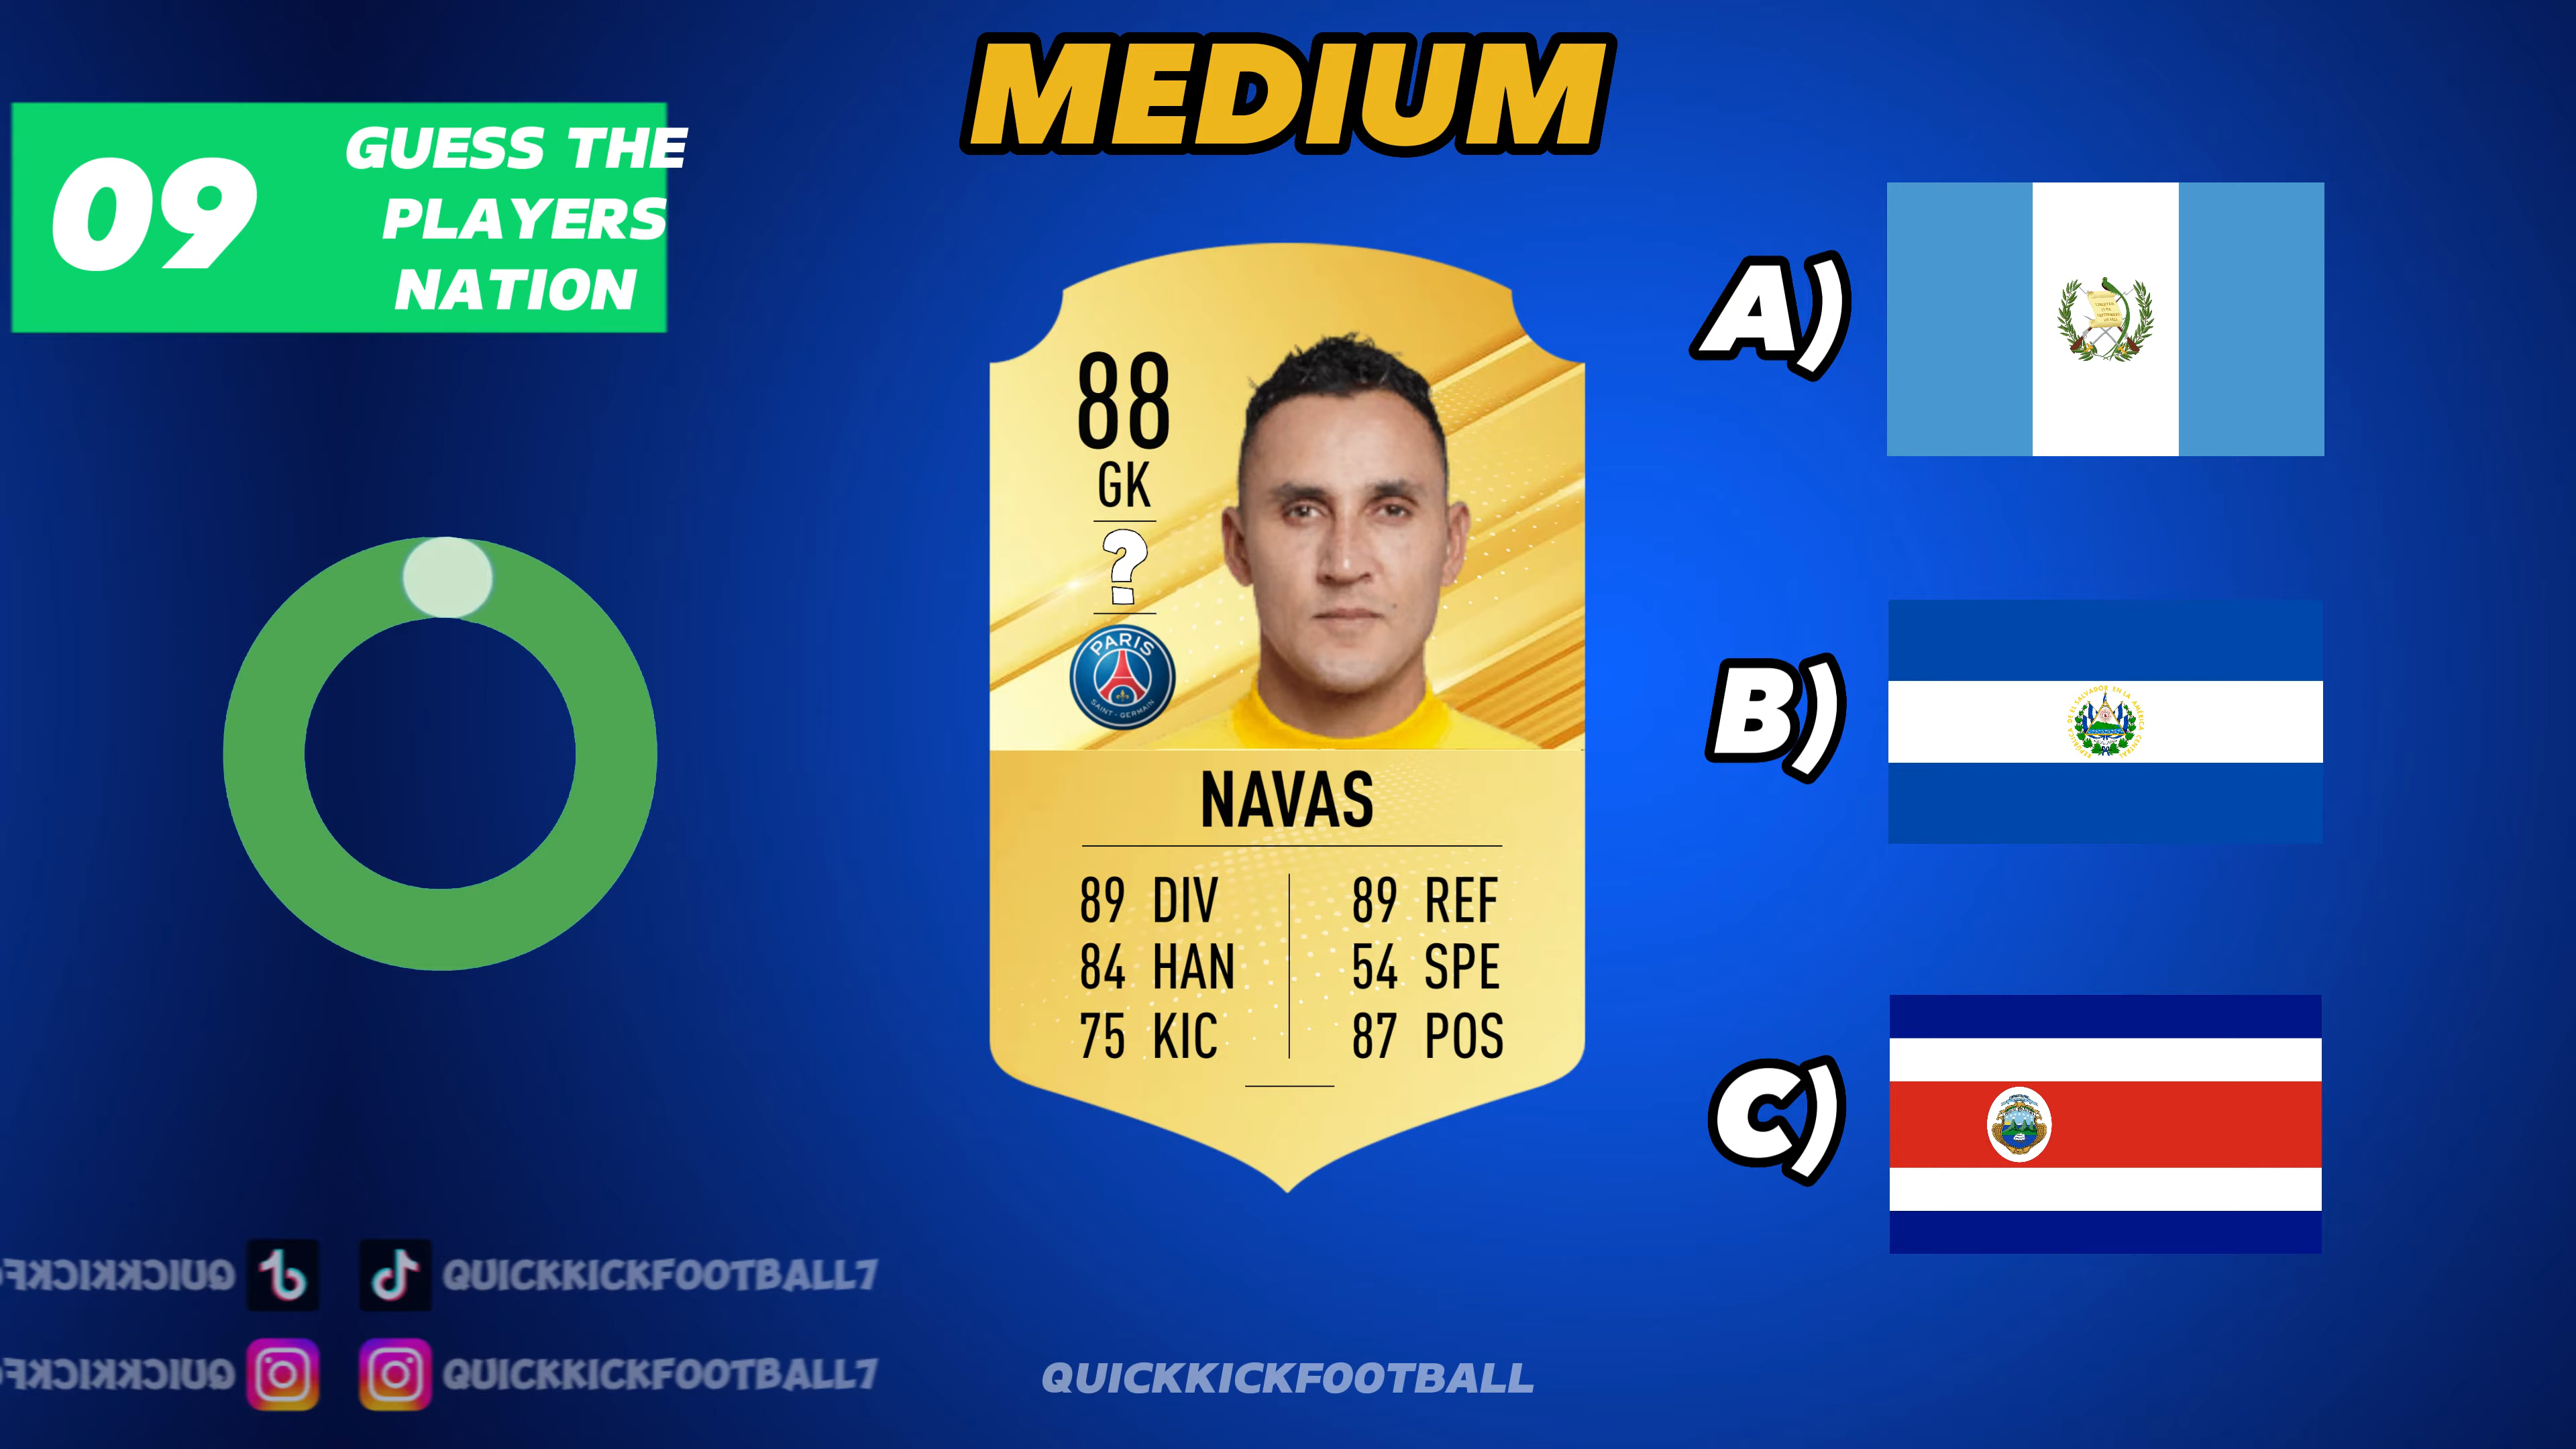 MEDIUM
09
GUESS THE
PLAYERS
NATION
A)
88
GK
?
PARIS
SAINT-GERMAIN
B)
NAVAS
89 DIV
84 HAN
75 KIC
89 REF
54 SPE
87 POS
C)
QUICKKICKFOOTBALL7
QUICKKICKFOOTBALL7
QUICKKICKFOOTBALL